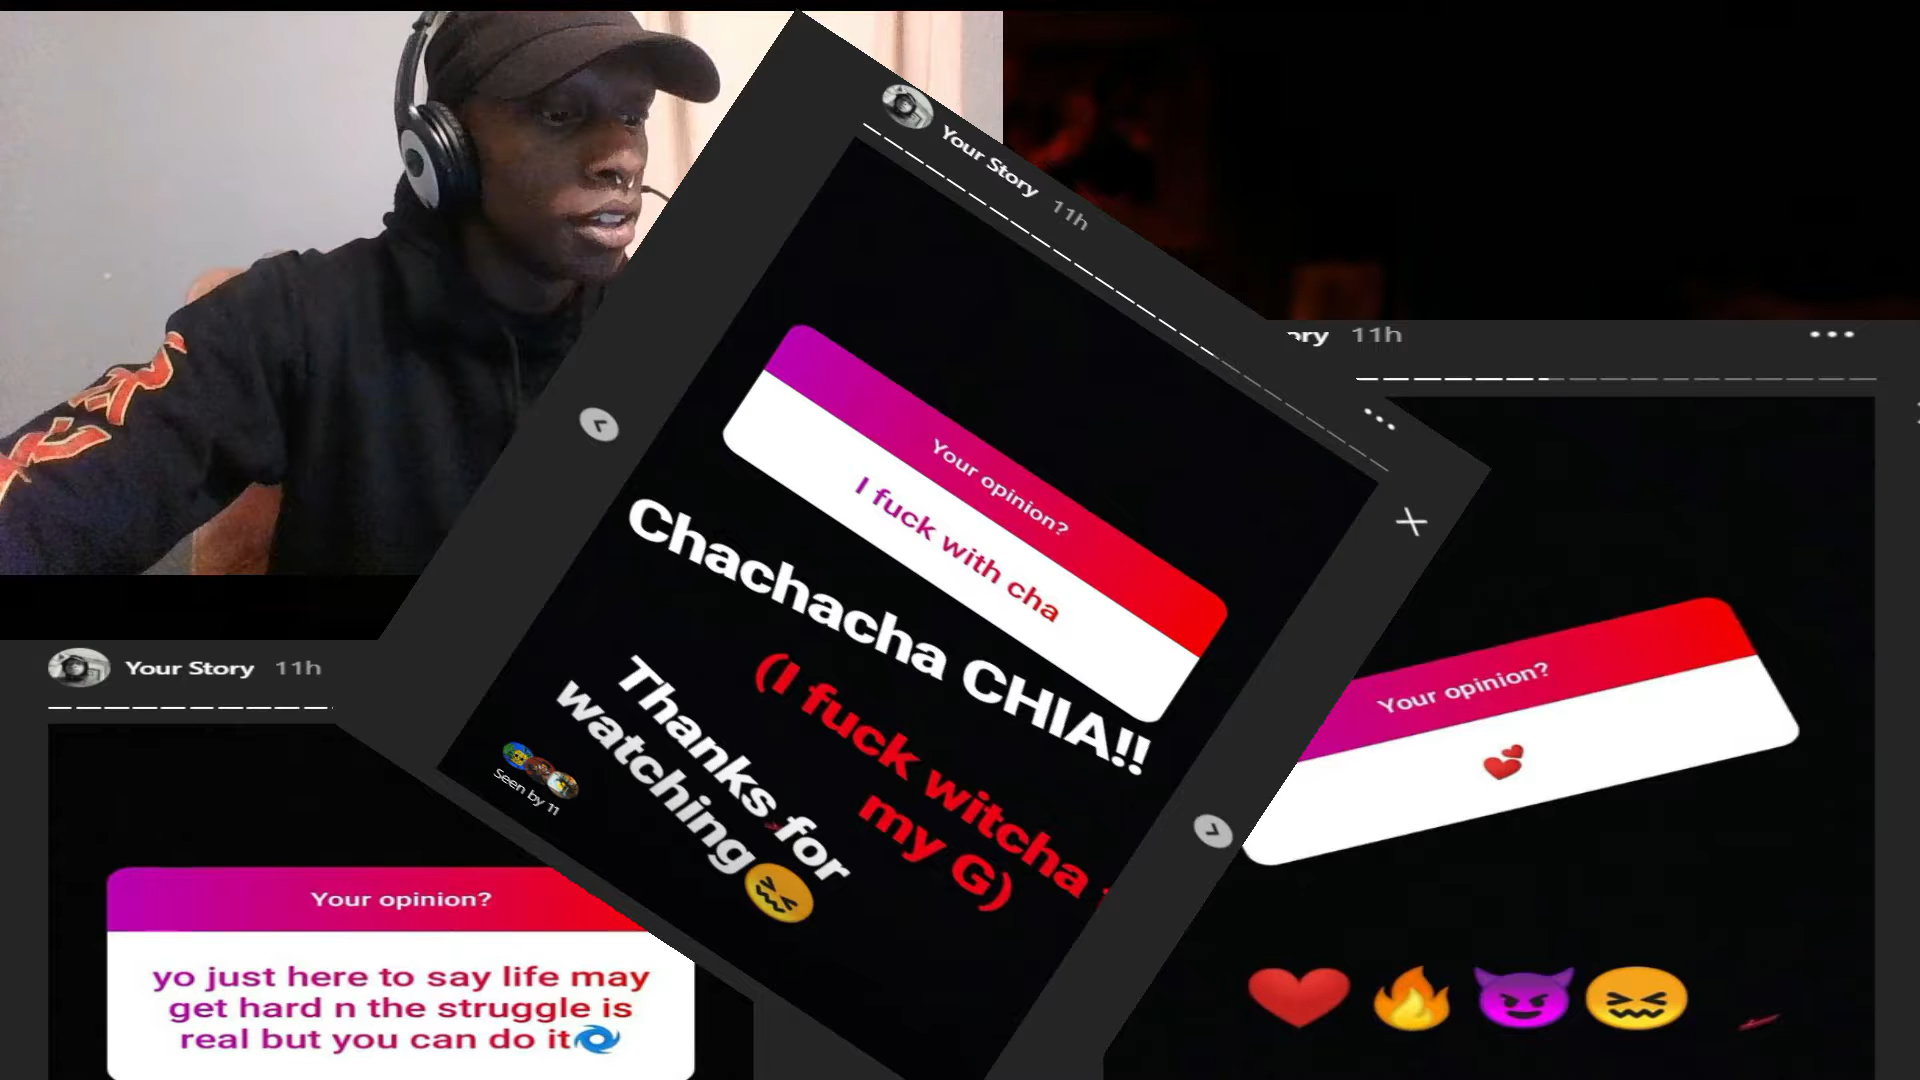 Your Story 11h
Your opinion?
I fuck with cha
Chachacha CHIA!!
(I fuck witcha
my G)
Thanks for
watching😖
Seen by 11
ory 11h
Your opinion?
💕
❤️🔥😈😖
Your Story 11h
Your opinion?
yo just here to say life may
get hard n the struggle is
real but you can do it🌀